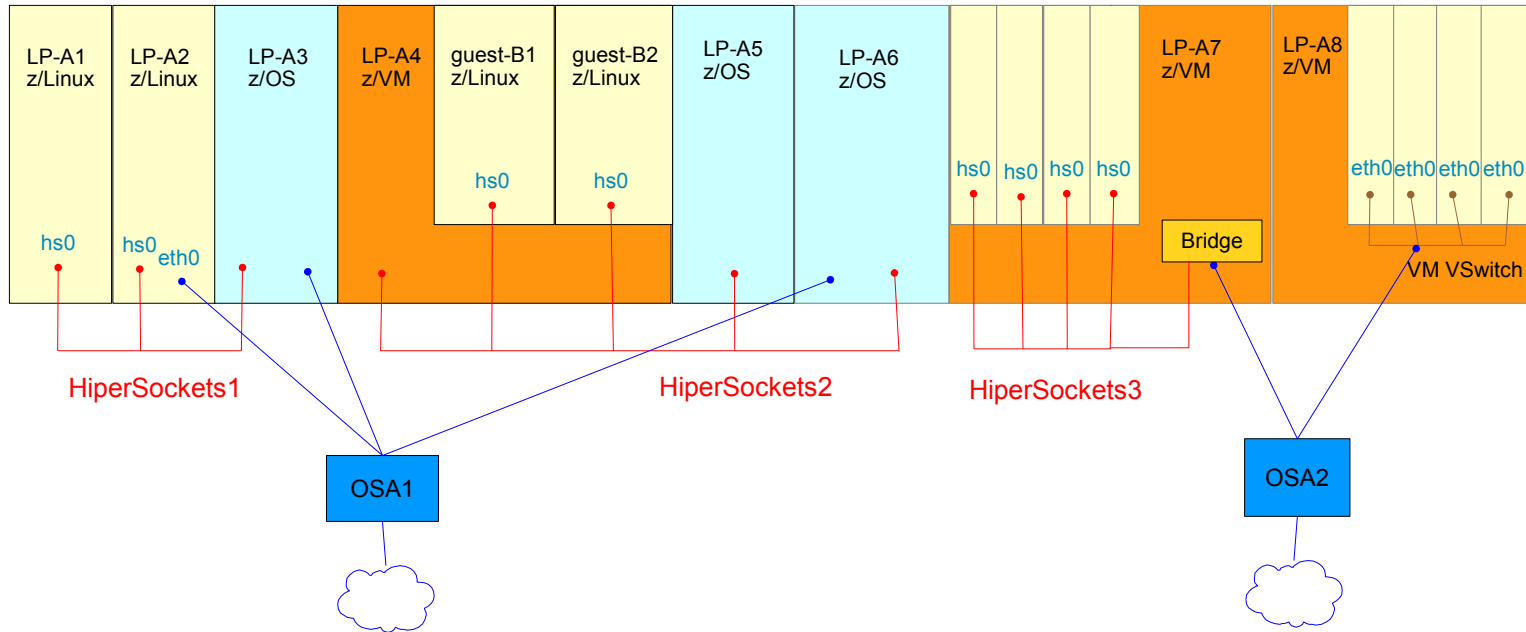 LP-A1
z/Linux
LP-A2
z/Linux
LP-A3
z/OS
LP-A4
z/VM
guest-B1
z/Linux
guest-B2
z/Linux
LP-A5
z/OS
LP-A6
z/OS
LP-A7
z/VM
LP-A8
z/VM
hs0
hs0
eth0
hs0
hs0
hs0
hs0
hs0
hs0
eth0
eth0
eth0
eth0
Bridge
VM VSwitch
HiperSockets1
HiperSockets2
HiperSockets3
OSA1
OSA2